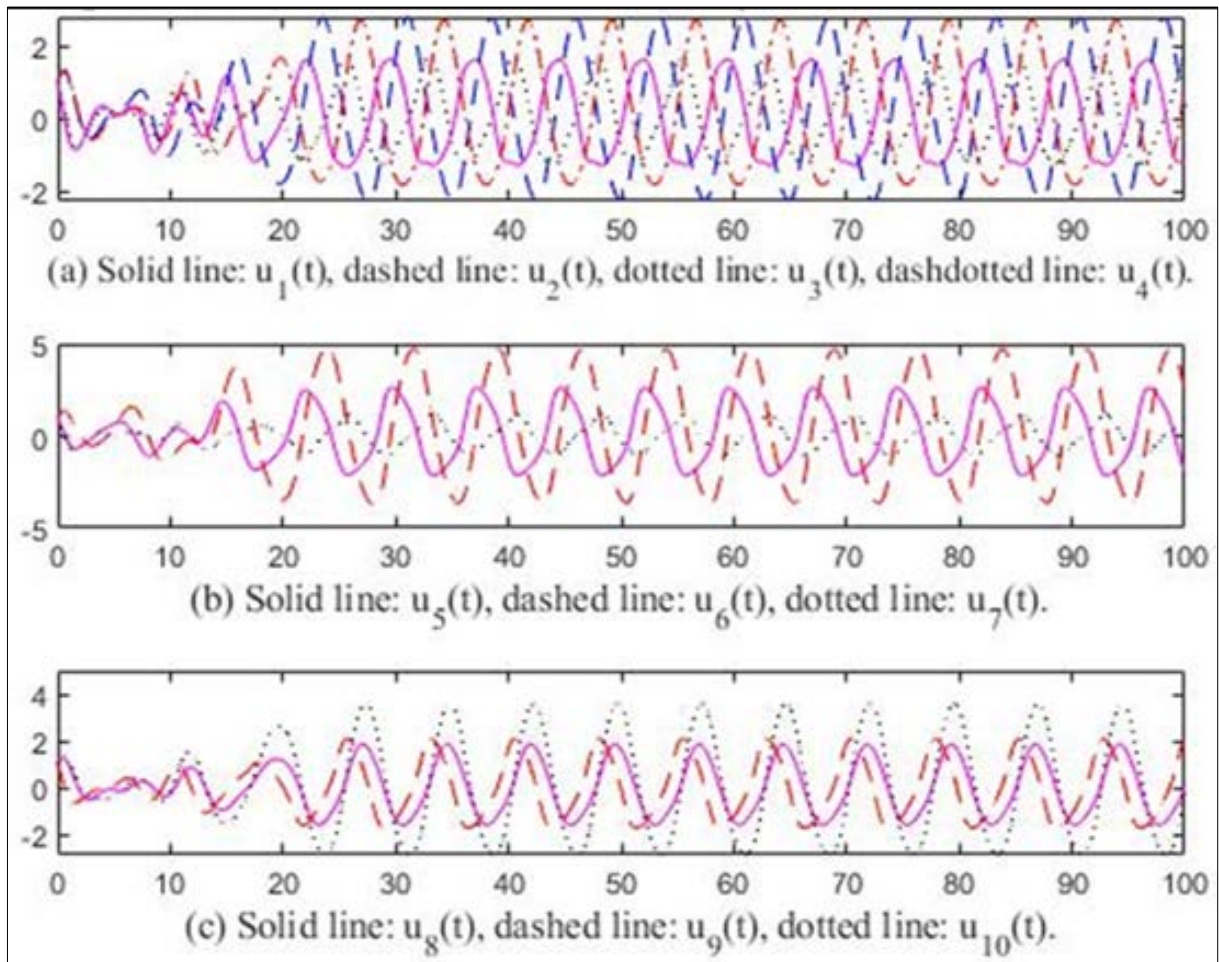 2
0
-2
0 10 20 30 40 50 60 70 80 90 100
(a) Solid line: u1(t), dashed line: u2(t), dotted line: u3(t), dashdotted line: u4(t).
5
0
-5
0 10 20 30 40 50 60 70 80 90 100
(b) Solid line: u5(t), dashed line: u6(t), dotted line: u7(t).
4
2
0
-2
0 10 20 30 40 50 60 70 80 90 100
(c) Solid line: u8(t), dashed line: u9(t), dotted line: u10(t).